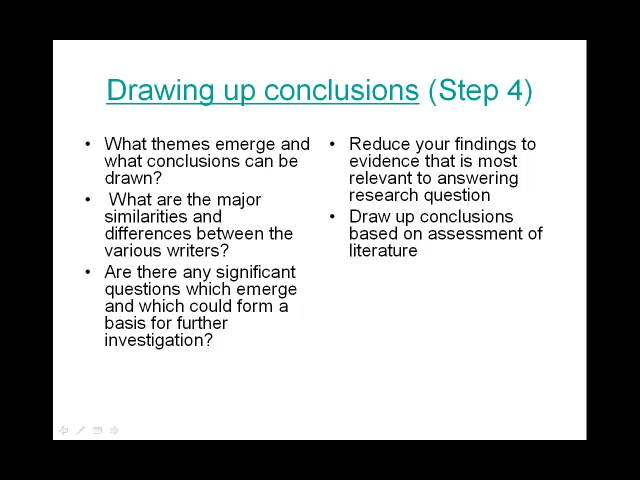 Drawing up conclusions (Step 4)
• What themes emerge and
what conclusions can be
drawn?
• What are the major
similarities and
differences between the
various writers?
• Are there any significant
questions which emerge
and which could form a
basis for further
investigation?
• Reduce your findings to
evidence that is most
relevant to answering
research question
• Draw up conclusions
based on assessment of
literature